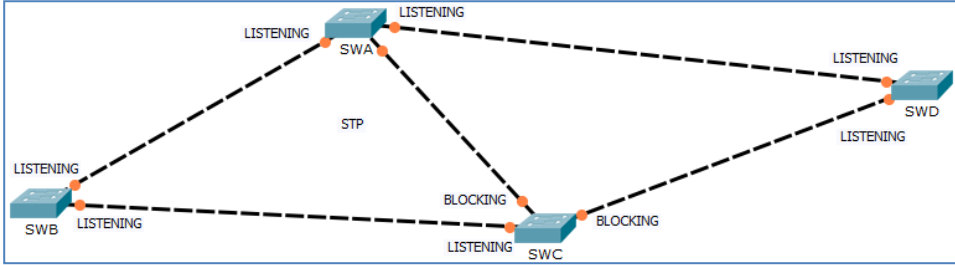 LISTENING
LISTENING
SWA
LISTENING
SWD
STP
LISTENING
LISTENING
BLOCKING
SWB
LISTENING
LISTENING
BLOCKING
SWC